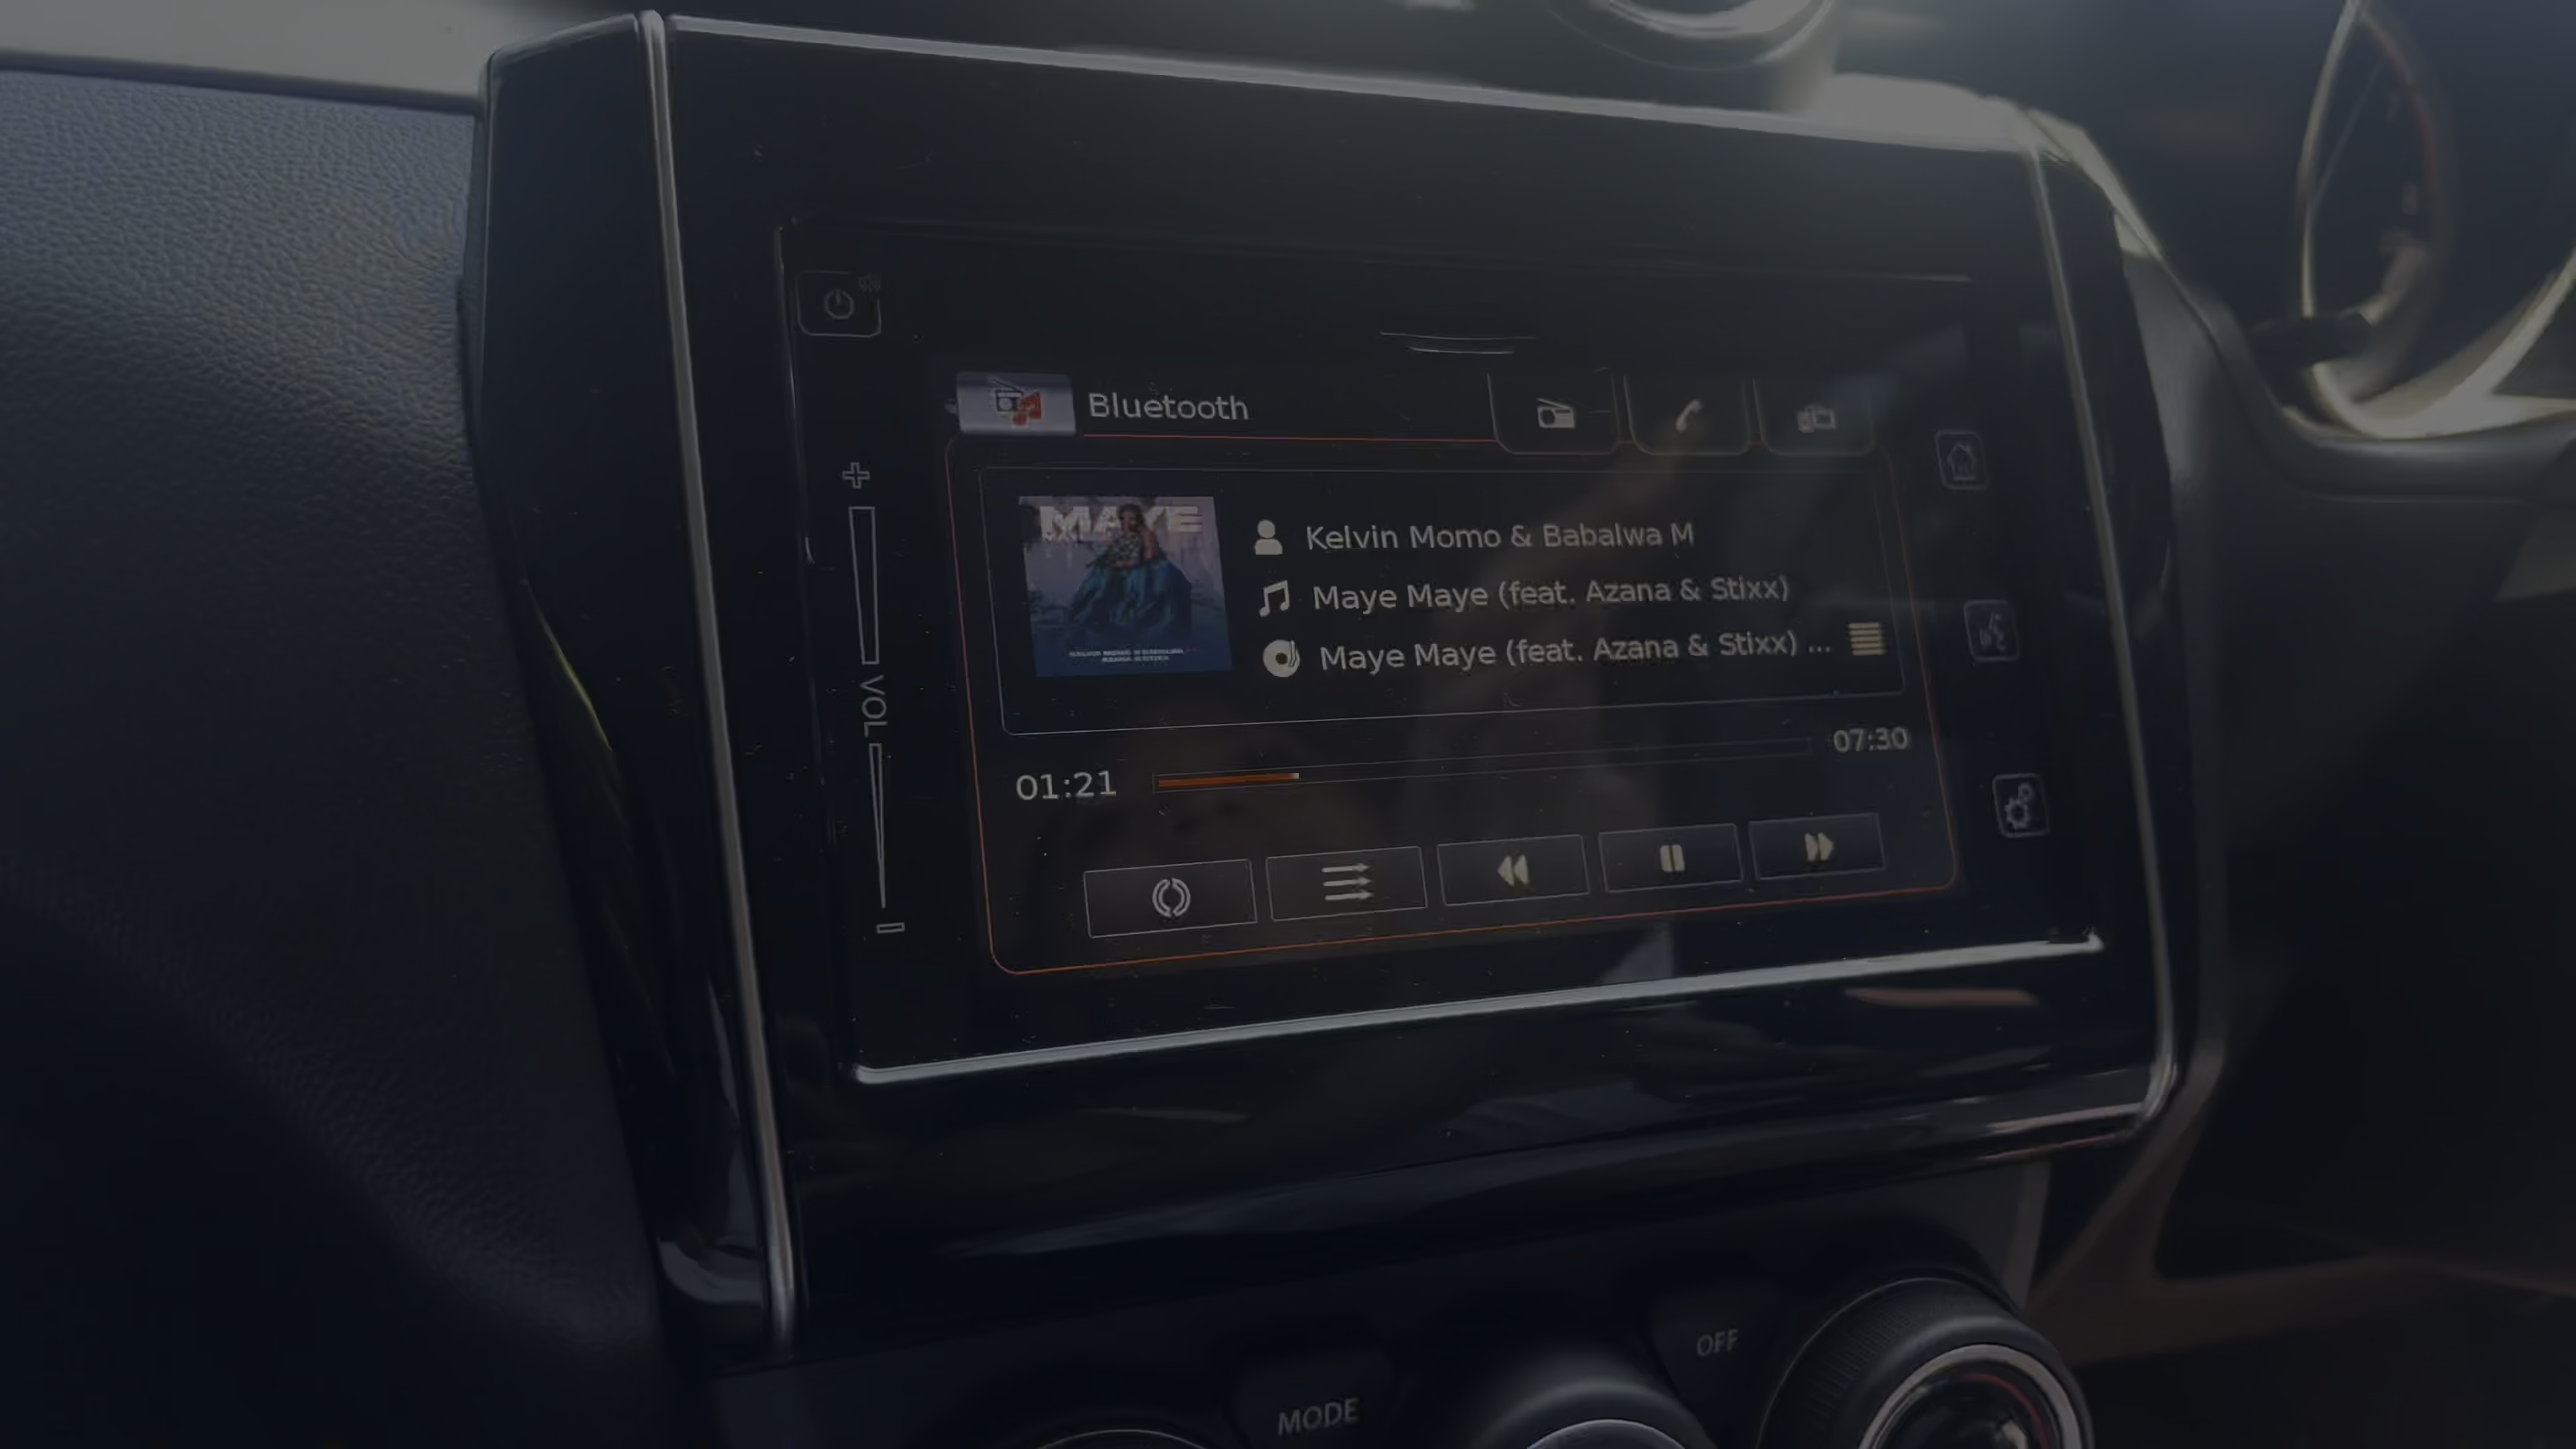 Bluetooth
MAYE
Kelvin Momo & Babalwa M
Maye Maye (feat. Azana & Stixx)
Maye Maye (feat. Azana & Stixx) ...
VOL
01:21
07:30
OFF
MODE